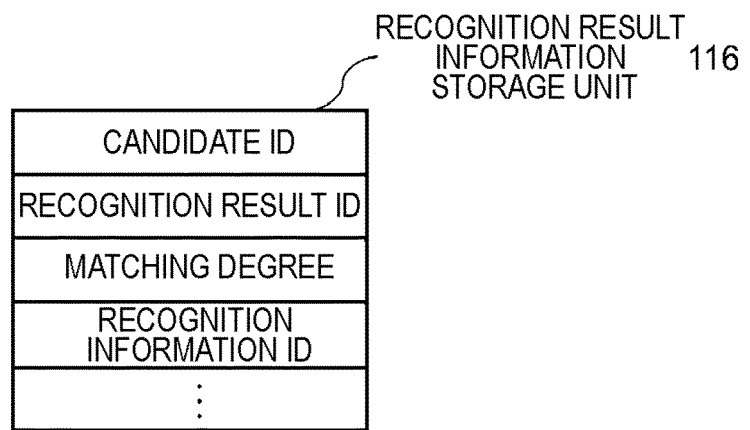 RECOGNITION RESULT
INFORMATION 116
STORAGE UNIT
CANDIDATE ID
RECOGNITION RESULT ID
MATCHING DEGREE
RECOGNITION
INFORMATION ID
⋮